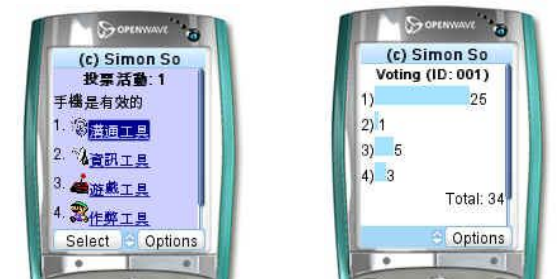 OPENWAVE
(c) Simon So
投票活動: 1
手機是有效的
1. 溝通工具
2. 資訊工具
3. 遊戲工具
4. 作弊工具
Select Options
OPENWAVE
(c) Simon So
Voting (ID: 001)
1) 25
2) 1
3) 5
4) 3
Total: 34
Options